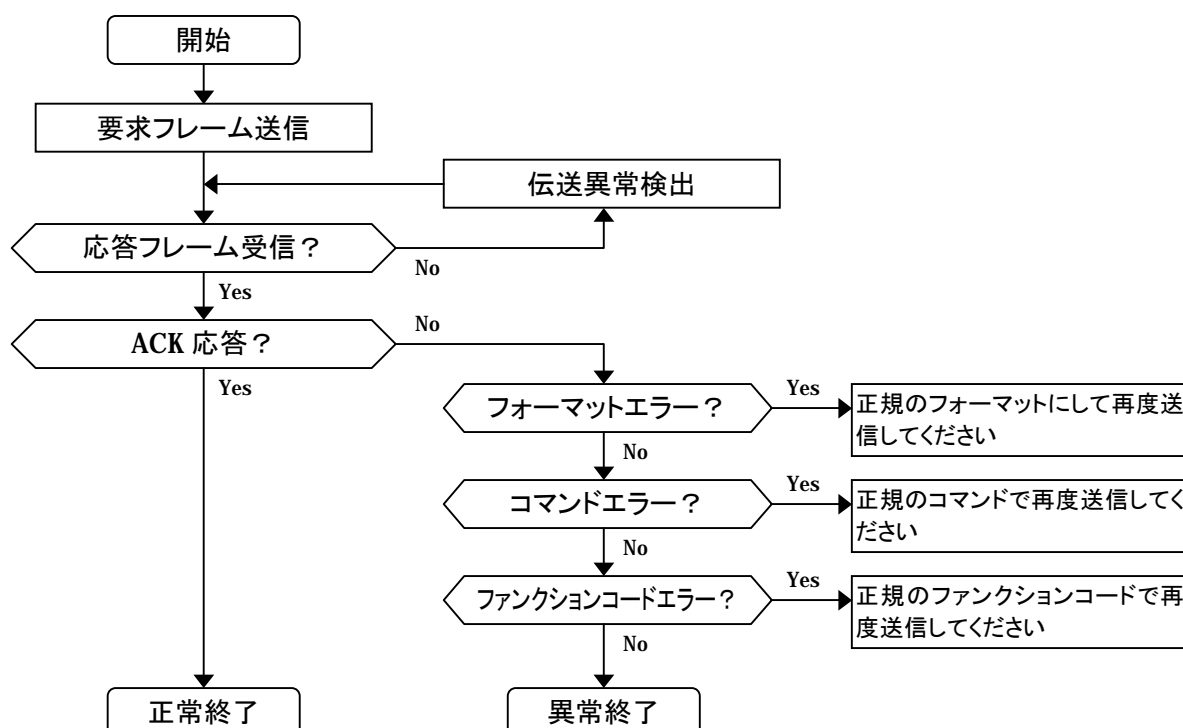 開始
要求フレーム送信
伝送異常検出
応答フレーム受信？
No
Yes
ACK 応答？
No
Yes
フォーマットエラー？
Yes
正規のフォーマットにして再度送
信してください
No
コマンドエラー？
Yes
正規のコマンドで再度送信してく
ださい
No
ファンクションコードエラー？
Yes
正規のファンクションコードで再
度送信してください
No
正常終了
異常終了